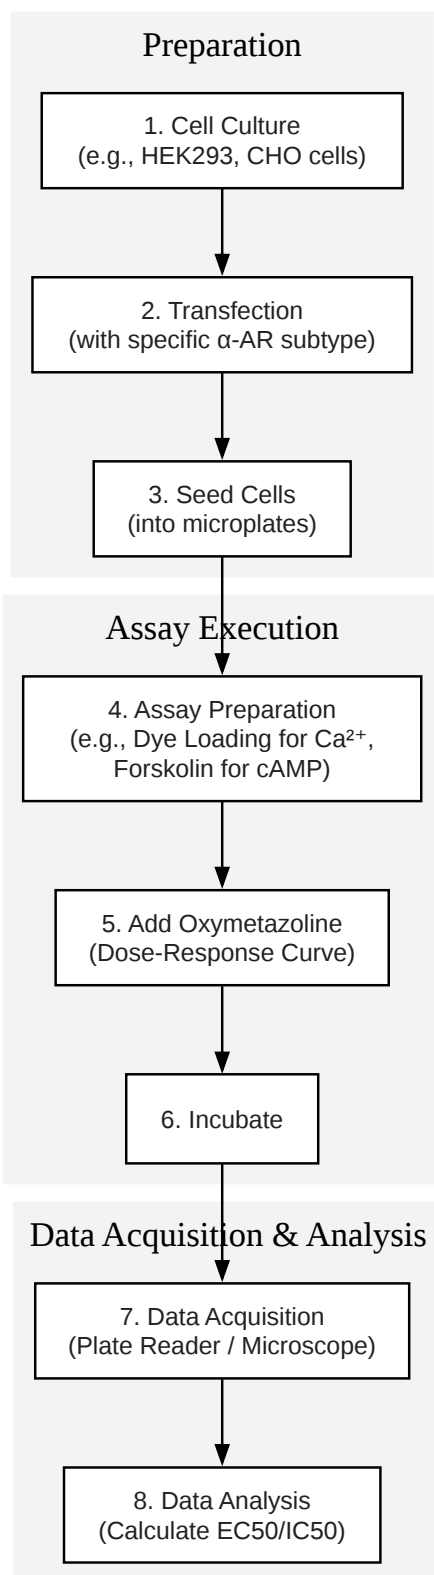 Preparation
1. Cell Culture
(e.g., HEK293, CHO cells)
2. Transfection
(with specific α-AR subtype)
3. Seed Cells
(into microplates)
Assay Execution
4. Assay Preparation
(e.g., Dye Loading for Ca²⁺,
Forskolin for cAMP)
5. Add Oxymetazoline
(Dose-Response Curve)
6. Incubate
Data Acquisition & Analysis
7. Data Acquisition
(Plate Reader / Microscope)
8. Data Analysis
(Calculate EC50/IC50)